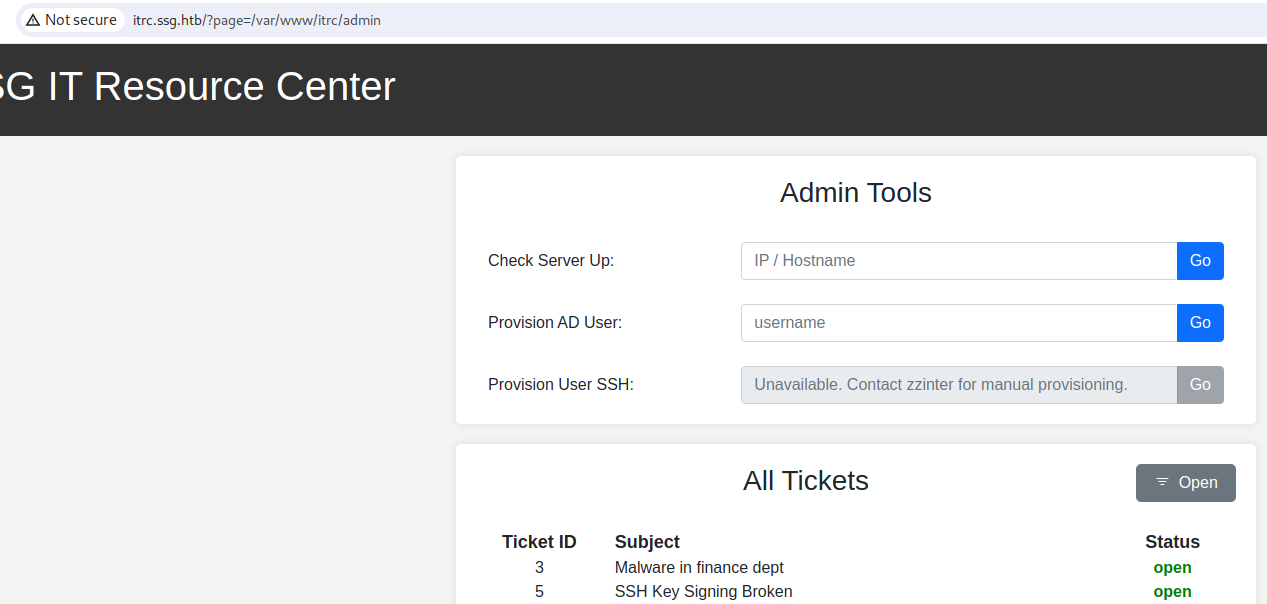 Not secure itrc.ssg.htb/?page=/var/www/itrc/admin
SG IT Resource Center
Admin Tools
Check Server Up: IP / Hostname Go
Provision AD User: username Go
Provision User SSH: Unavailable. Contact zzinter for manual provisioning. Go
All Tickets Open
Ticket ID Subject Status
3 Malware in finance dept open
5 SSH Key Signing Broken open